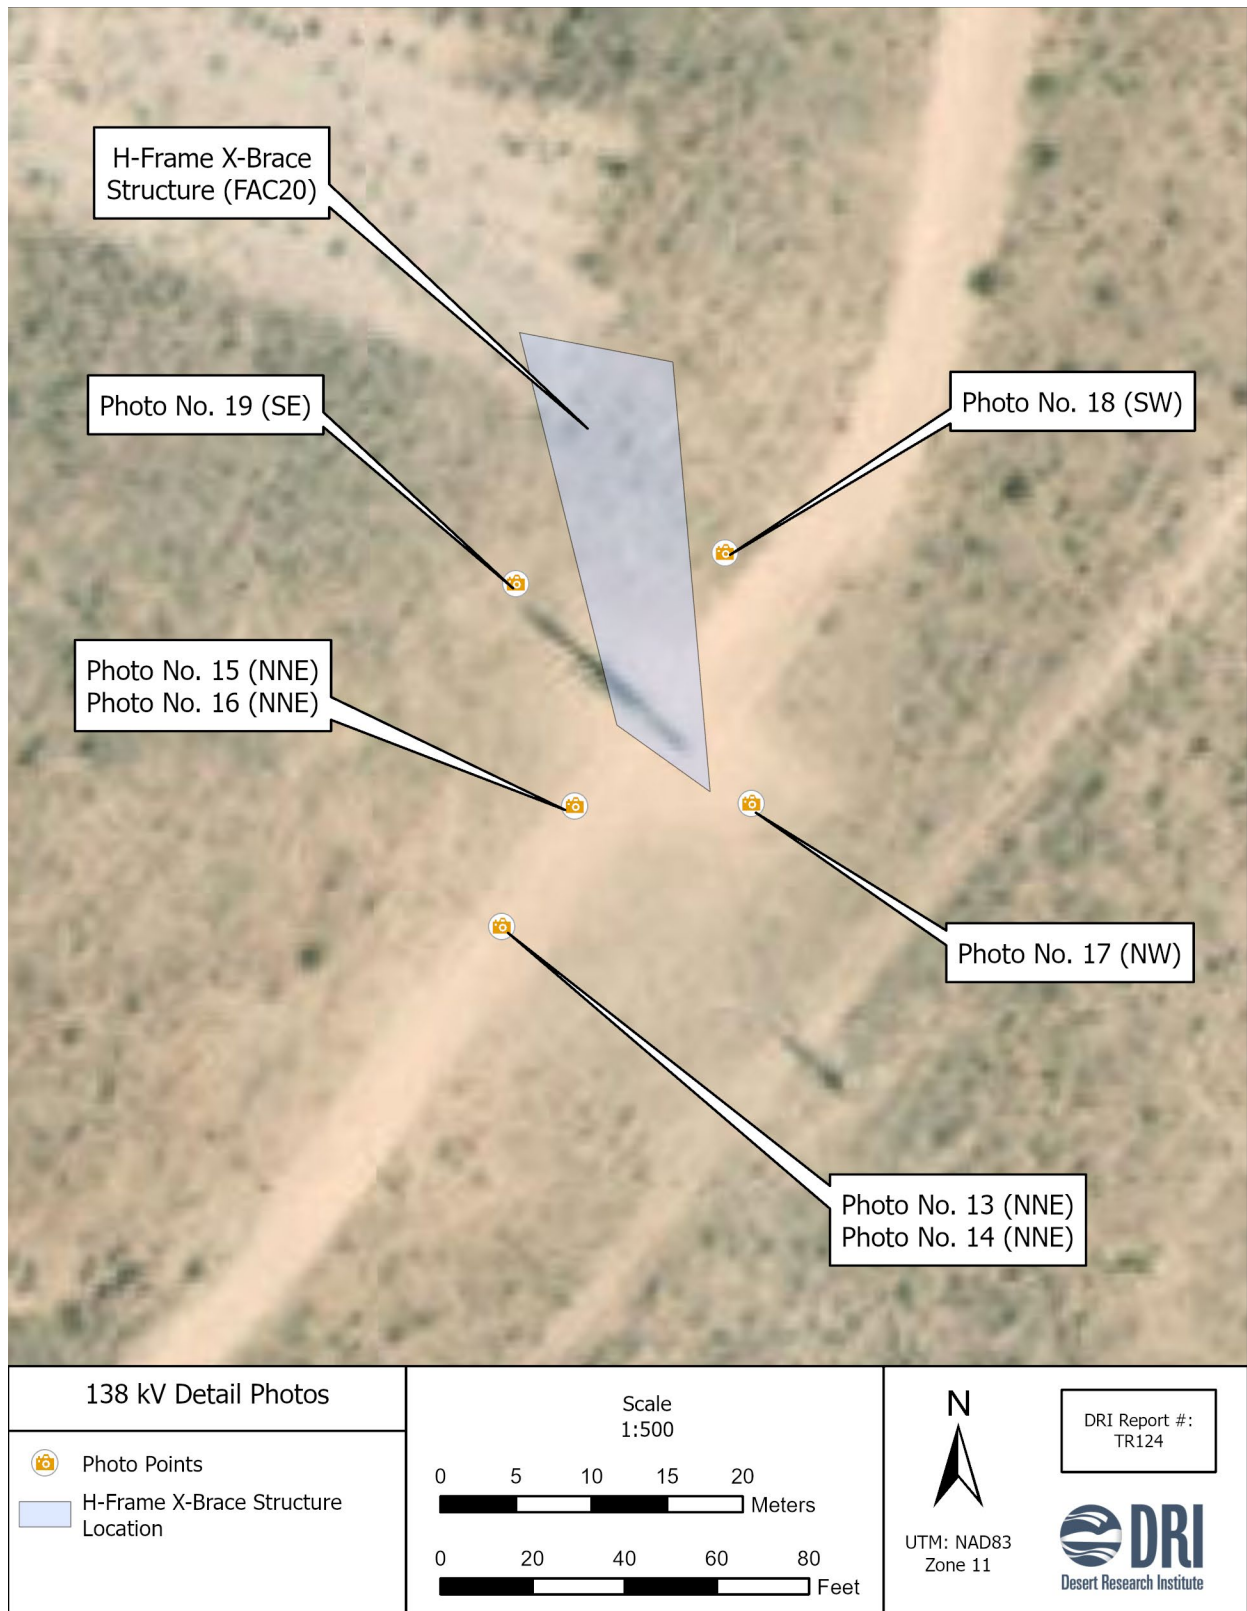 H-Frame X-Brace
Structure (FAC20)
Photo No. 19 (SE)
Photo No. 18 (SW)
Photo No. 15 (NNE)
Photo No. 16 (NNE)
Photo No. 17 (NW)
Photo No. 13 (NNE)
Photo No. 14 (NNE)
138 kV Detail Photos
Photo Points
H-Frame X-Brace Structure
Location
Scale
1:500
0 5 10 15 20
Meters
0 20 40 60 80
Feet
N
UTM: NAD83
Zone 11
DRI Report #:
TR124
DRI
Desert Research Institute